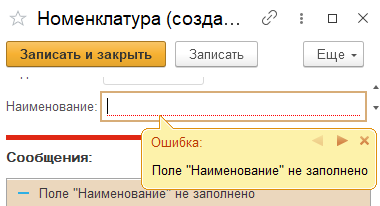 Номенклатура (созда...
Записать и закрыть
Записать
Еще
Наименование:
Ошибка:
Поле "Наименование" не заполнено
Сообщения:
Поле "Наименование" не заполнено